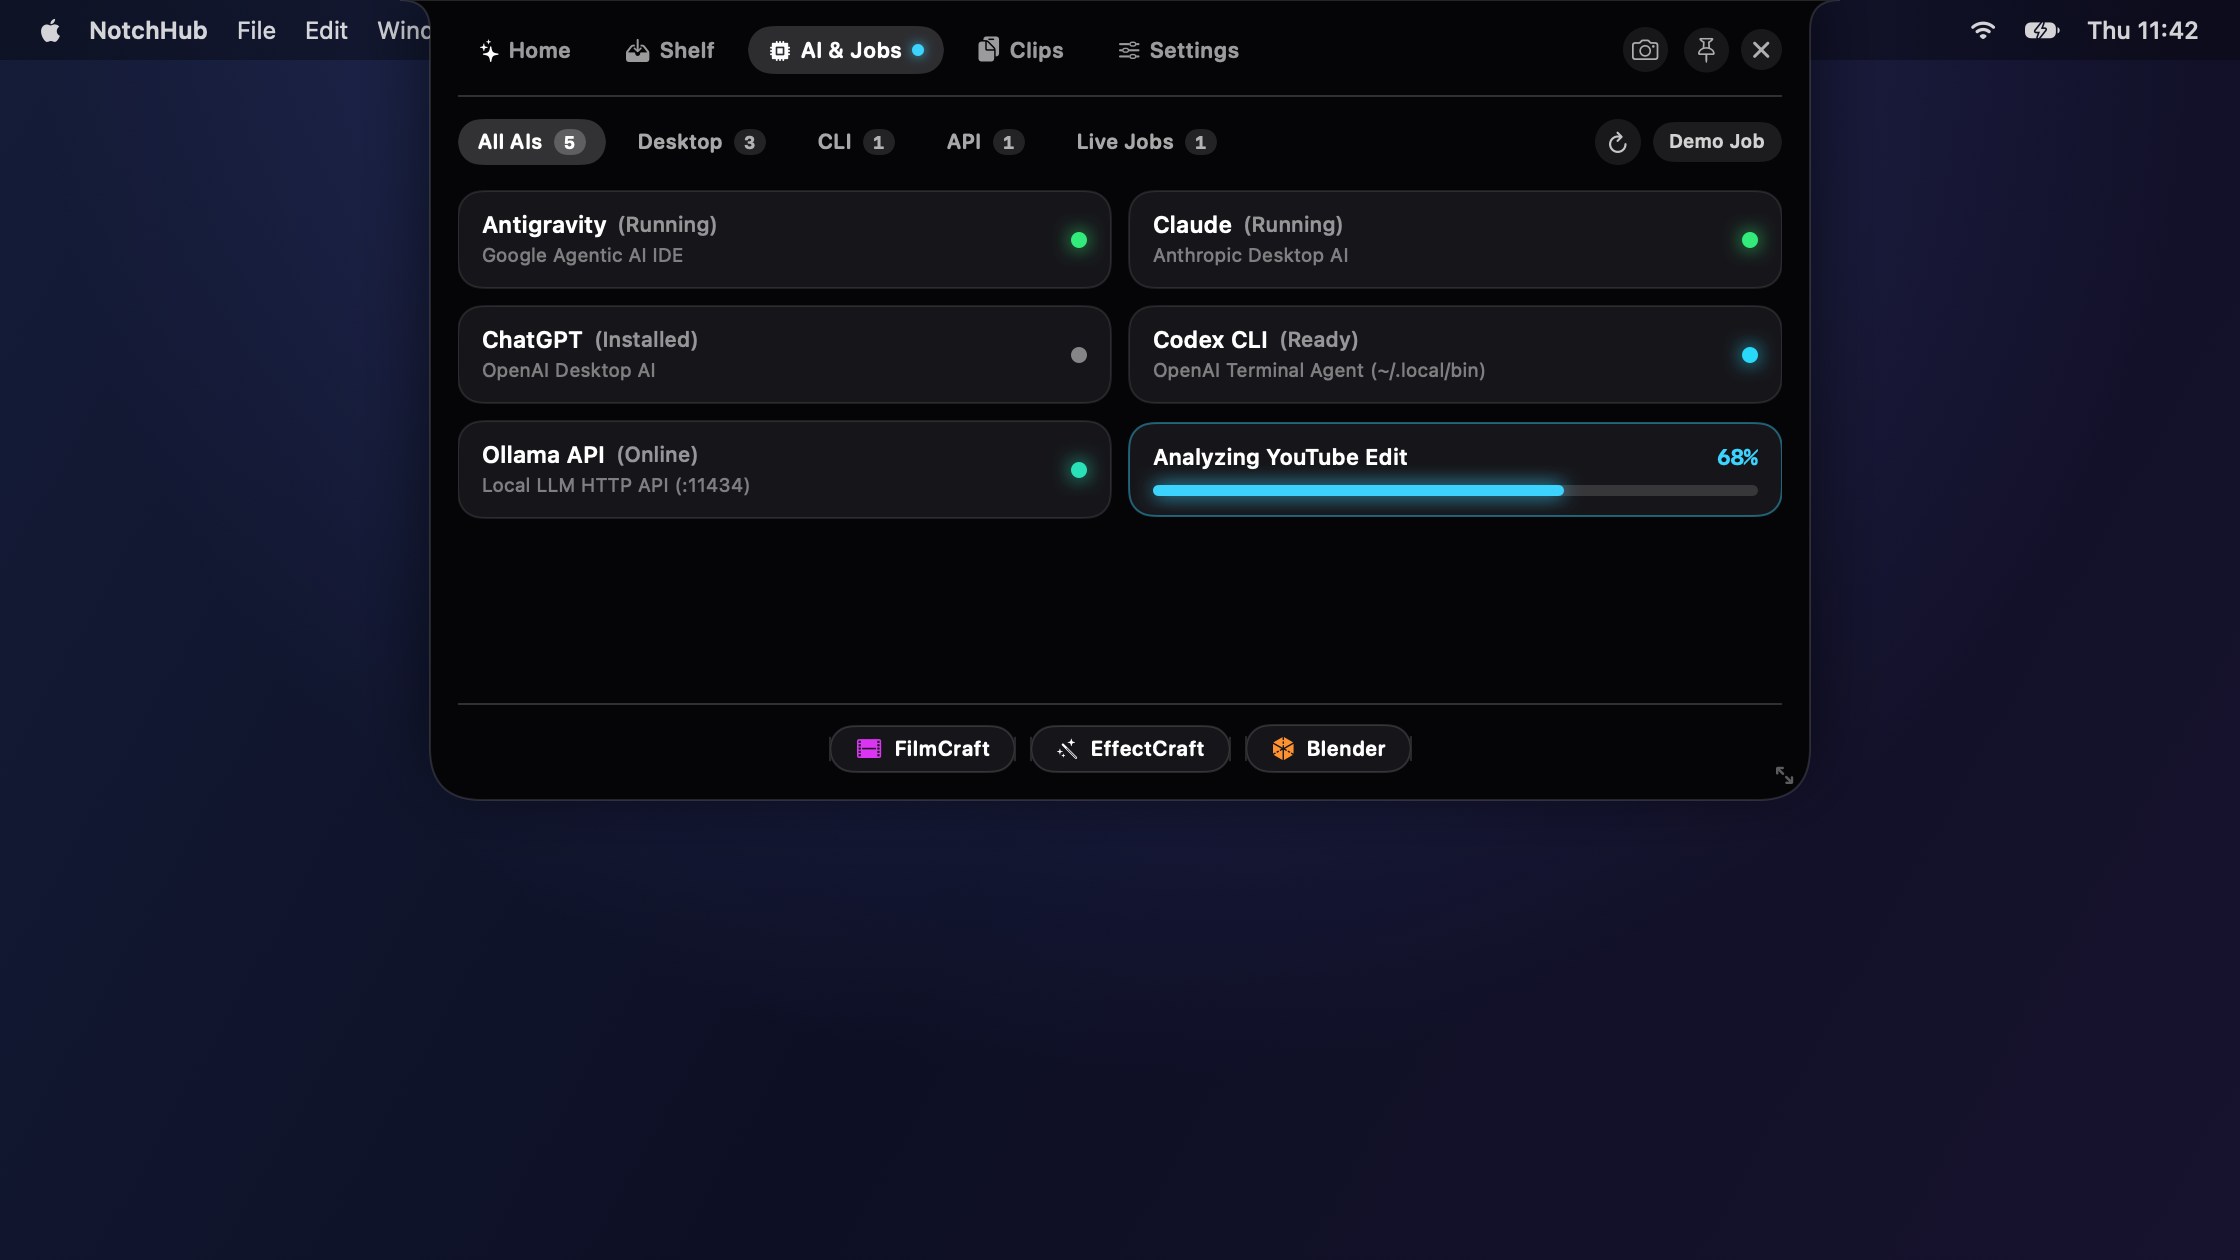 NotchHub File Edit Wind
Thu 11:42
Home Shelf AI & Jobs Clips Settings
All AIs 5 Desktop 3 CLI 1 API 1 Live Jobs 1 Demo Job
Antigravity (Running)
Google Agentic AI IDE
Claude (Running)
Anthropic Desktop AI
ChatGPT (Installed)
OpenAI Desktop AI
Codex CLI (Ready)
OpenAI Terminal Agent (~/.local/bin)
Ollama API (Online)
Local LLM HTTP API (:11434)
Analyzing YouTube Edit 68%
FilmCraft EffectCraft Blender